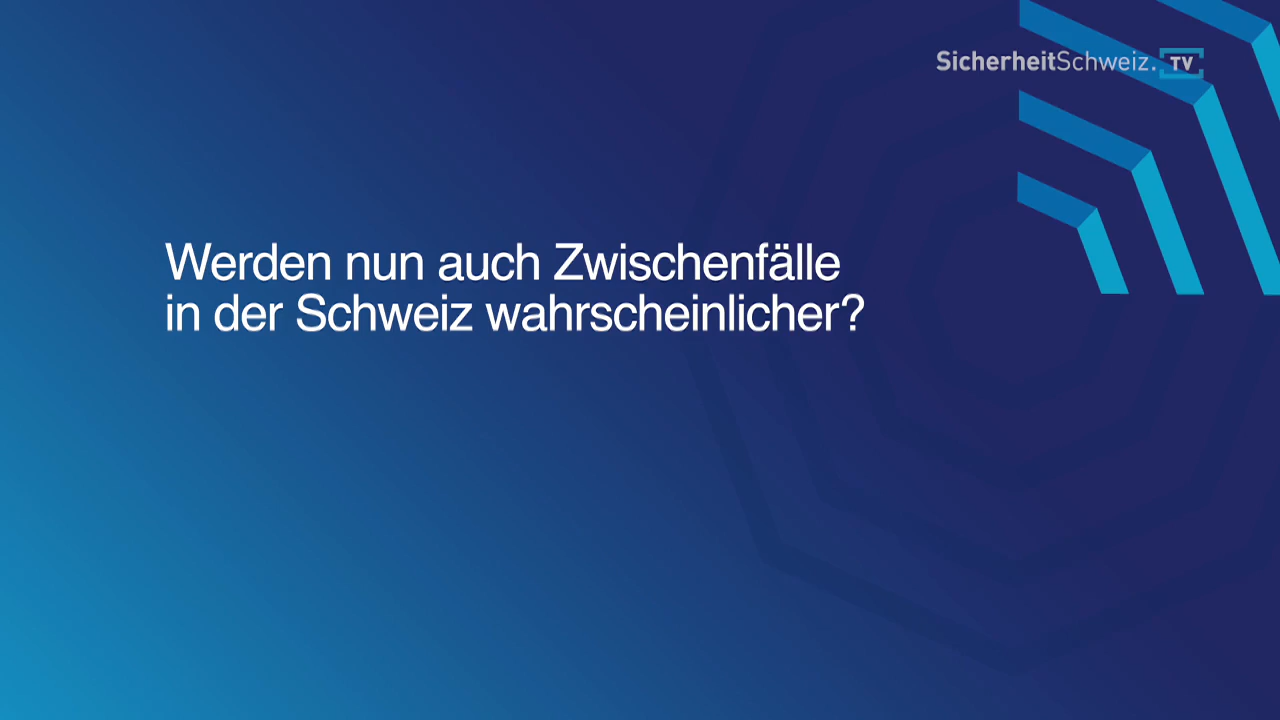 SicherheitSchweiz. TV
Werden nun auch Zwischenfälle
in der Schweiz wahrscheinlicher?